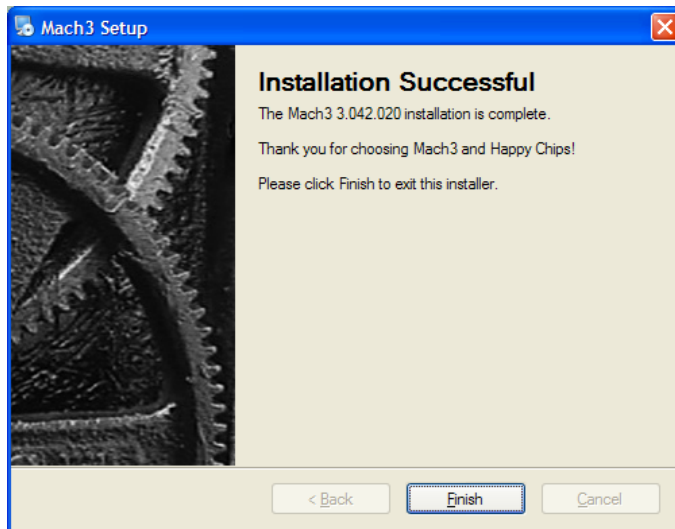 Mach3 Setup
Installation Successful
The Mach3 3.042.020 installation is complete.
Thank you for choosing Mach3 and Happy Chips!
Please click Finish to exit this installer.
< Back Finish Cancel